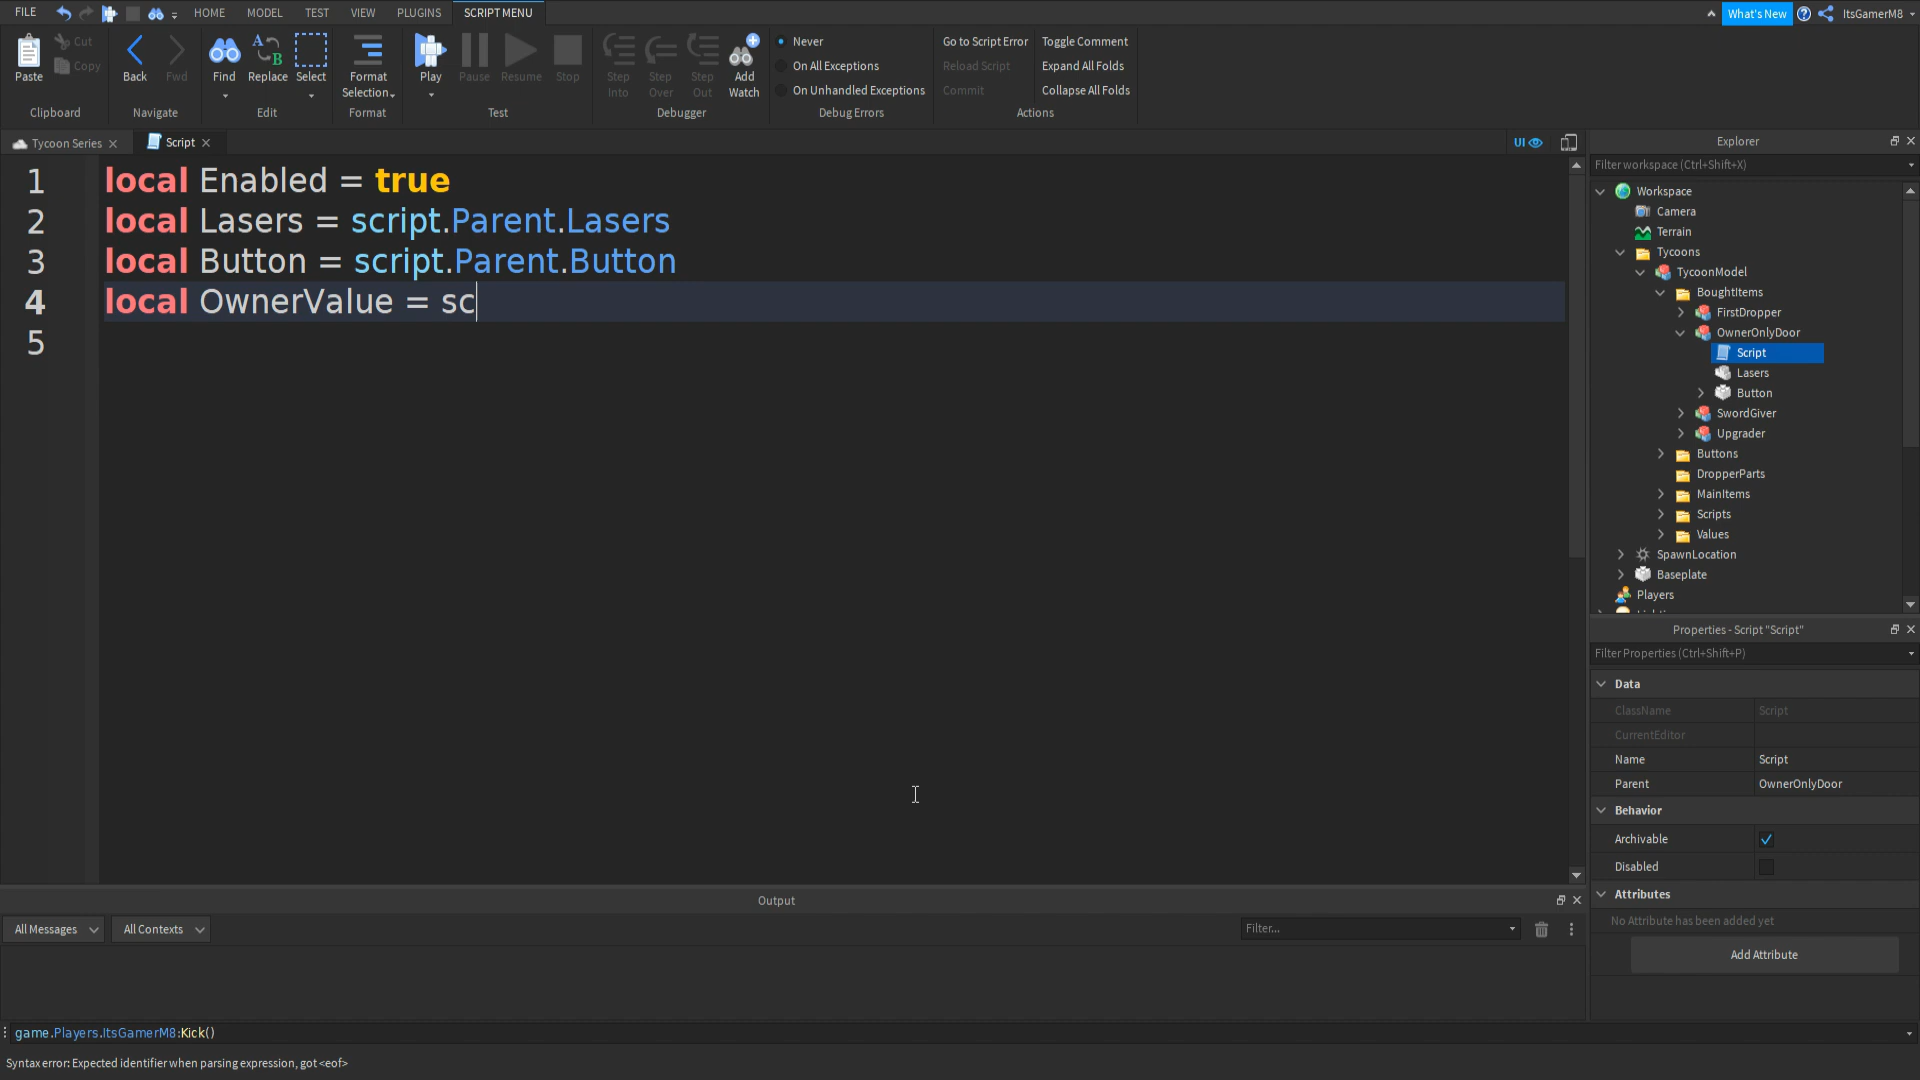 FILE HOME MODEL TEST VIEW PLUGINS SCRIPT MENU What's New ItsGamerM8
Paste Cut Copy Clipboard
Back Fwd Navigate
Find Replace Select Edit
Format Selection Format
Play Pause Resume Stop Test
Step Into Step Over Step Out Add Watch Debugger
Never
On All Exceptions
On Unhandled Exceptions
Debug Errors
Go to Script Error Toggle Comment
Reload Script Expand All Folds
Commit Collapse All Folds
Actions
Tycoon Series Script UI
1 local Enabled = true
2 local Lasers = script.Parent.Lasers
3 local Button = script.Parent.Button
4 local OwnerValue = sc
5
Explorer
Filter workspace (Ctrl+Shift+X)
Workspace
Camera
Terrain
Tycoons
TycoonModel
BoughtItems
FirstDropper
OwnerOnlyDoor
Script
Lasers
Button
SwordGiver
Upgrader
Buttons
DropperParts
MainItems
Scripts
Values
SpawnLocation
Baseplate
Players
Properties - Script "Script"
Filter Properties (Ctrl+Shift+P)
Data
ClassName Script
CurrentEditor
Name Script
Parent OwnerOnlyDoor
Behavior
Archivable
Disabled
Attributes
No Attribute has been added yet
Add Attribute
Output
All Messages All Contexts Filter...
game.Players.ItsGamerM8:Kick()
Syntax error: Expected identifier when parsing expression, got <eof>